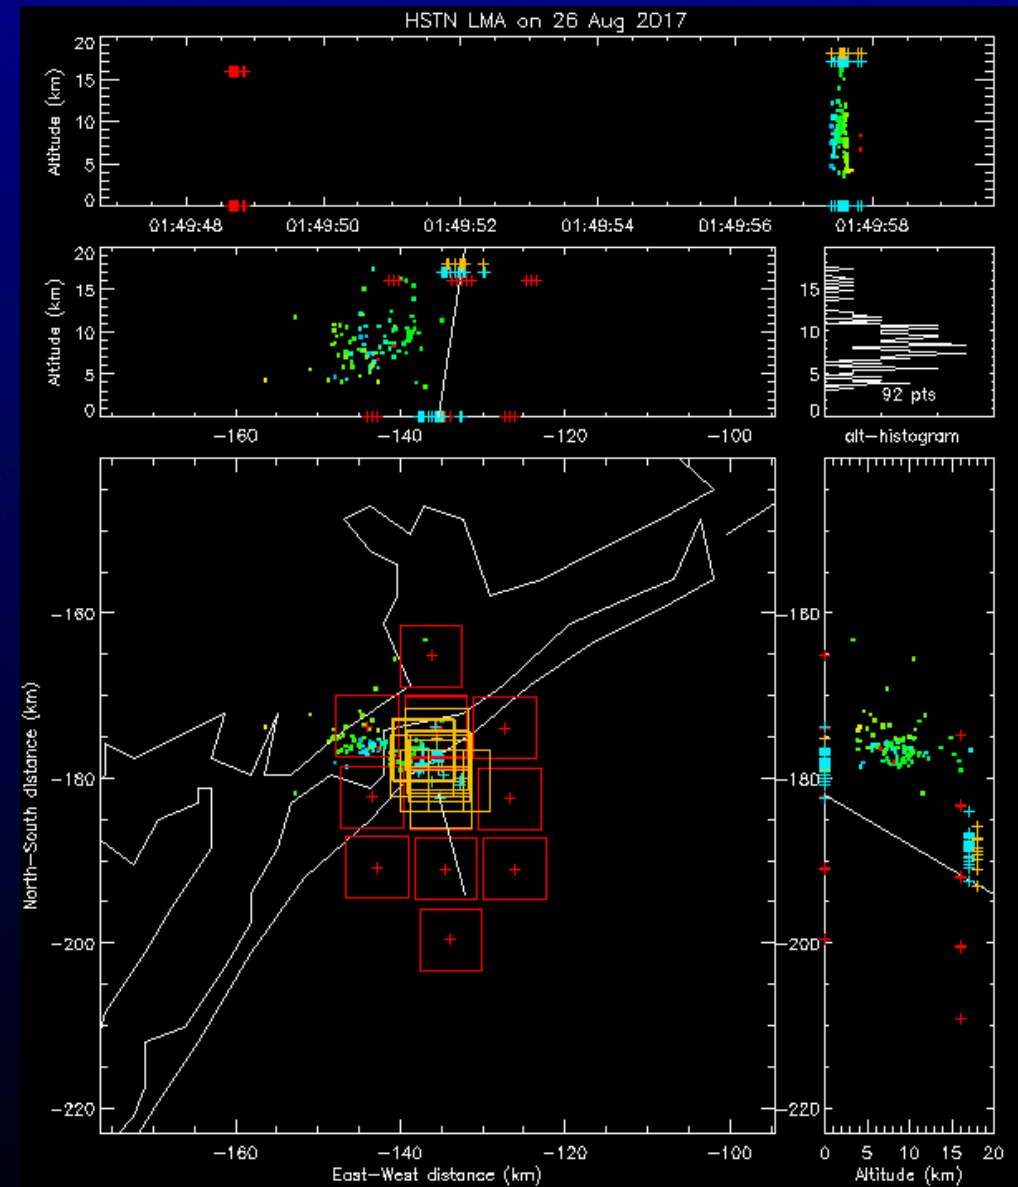 HSTN LMA on 26 Aug 2017
Altitude (km)
20
15
10
5
0
01:49:48 01:49:50 01:49:52 01:49:54 01:49:56 01:49:58
Altitude (km)
20
15
10
5
0
-160 -140 -120 -100
15
10
5
0
92 pts
alt-histogram
North-South distance (km)
-160
-180
-200
-220
-160 -140 -120 -100
East-West distance (km)
-160
-180
-200
-220
0 5 10 15 20
Altitude (km)